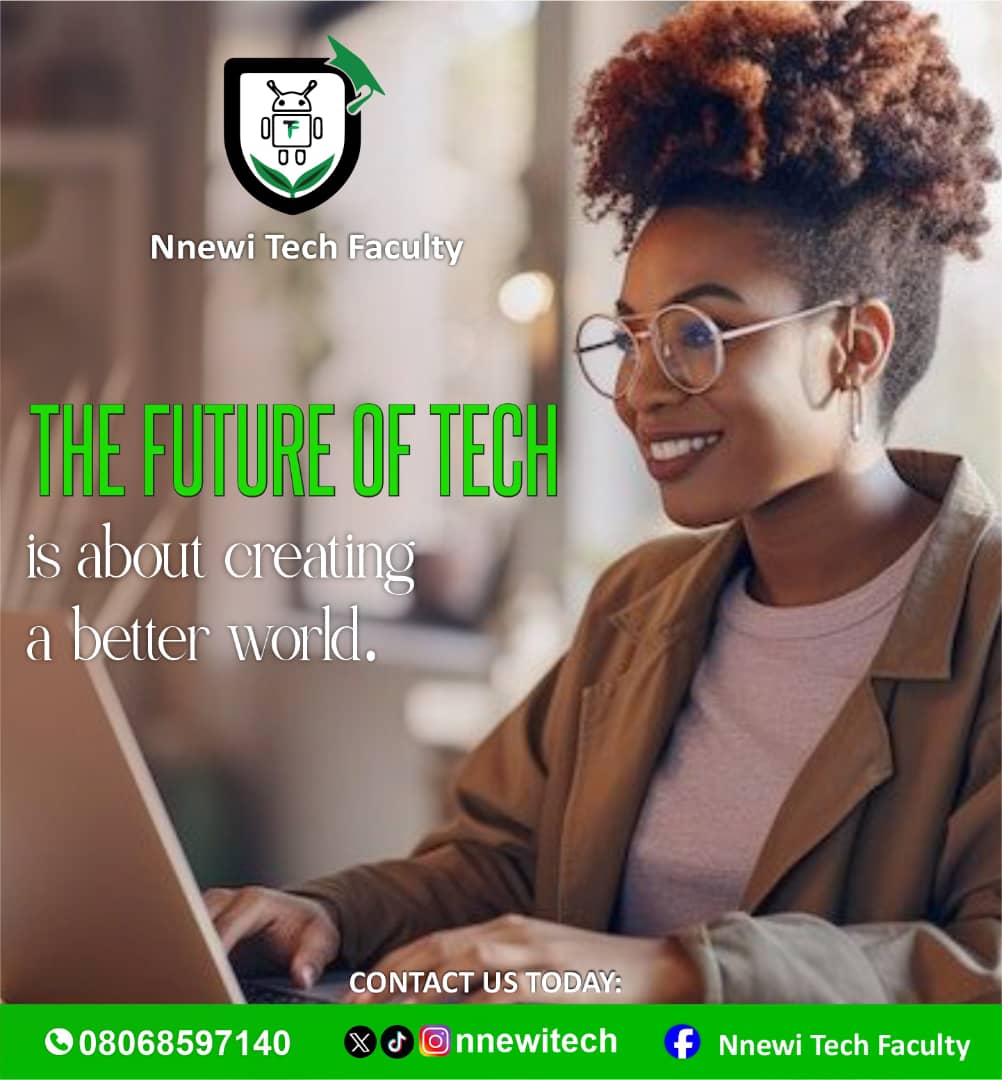 TF
Nnewi Tech Faculty
THE FUTURE OF TECH
is about creating
a better world.
CONTACT US TODAY:
08068597140 nnewitech Nnewi Tech Faculty